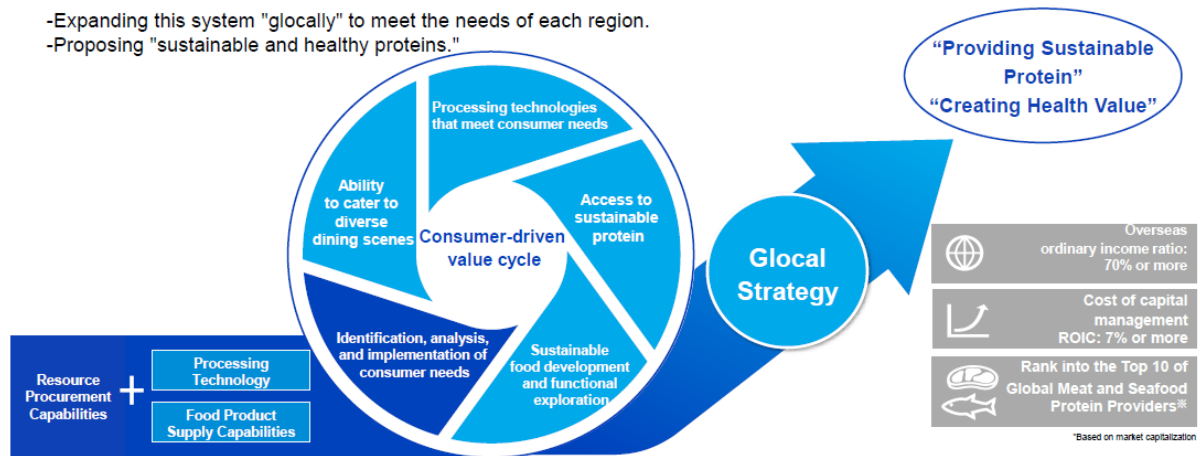 -Expanding this system "glocally" to meet the needs of each region.
-Proposing "sustainable and healthy proteins."
“Providing Sustainable
Protein”
“Creating Health Value”
Processing technologies
that meet consumer needs
Ability
to cater to
diverse
dining scenes
Access to
sustainable
protein
Consumer-driven
value cycle
Identification, analysis,
and implementation of
consumer needs
Sustainable
food development
and functional
exploration
Resource
Procurement
Capabilities
+
Processing
Technology
Food Product
Supply Capabilities
Glocal
Strategy
Overseas
ordinary income ratio:
70% or more
Cost of capital
management
ROIC: 7% or more
Rank into the Top 10 of
Global Meat and Seafood
Protein Providers※
*Based on market capitalization